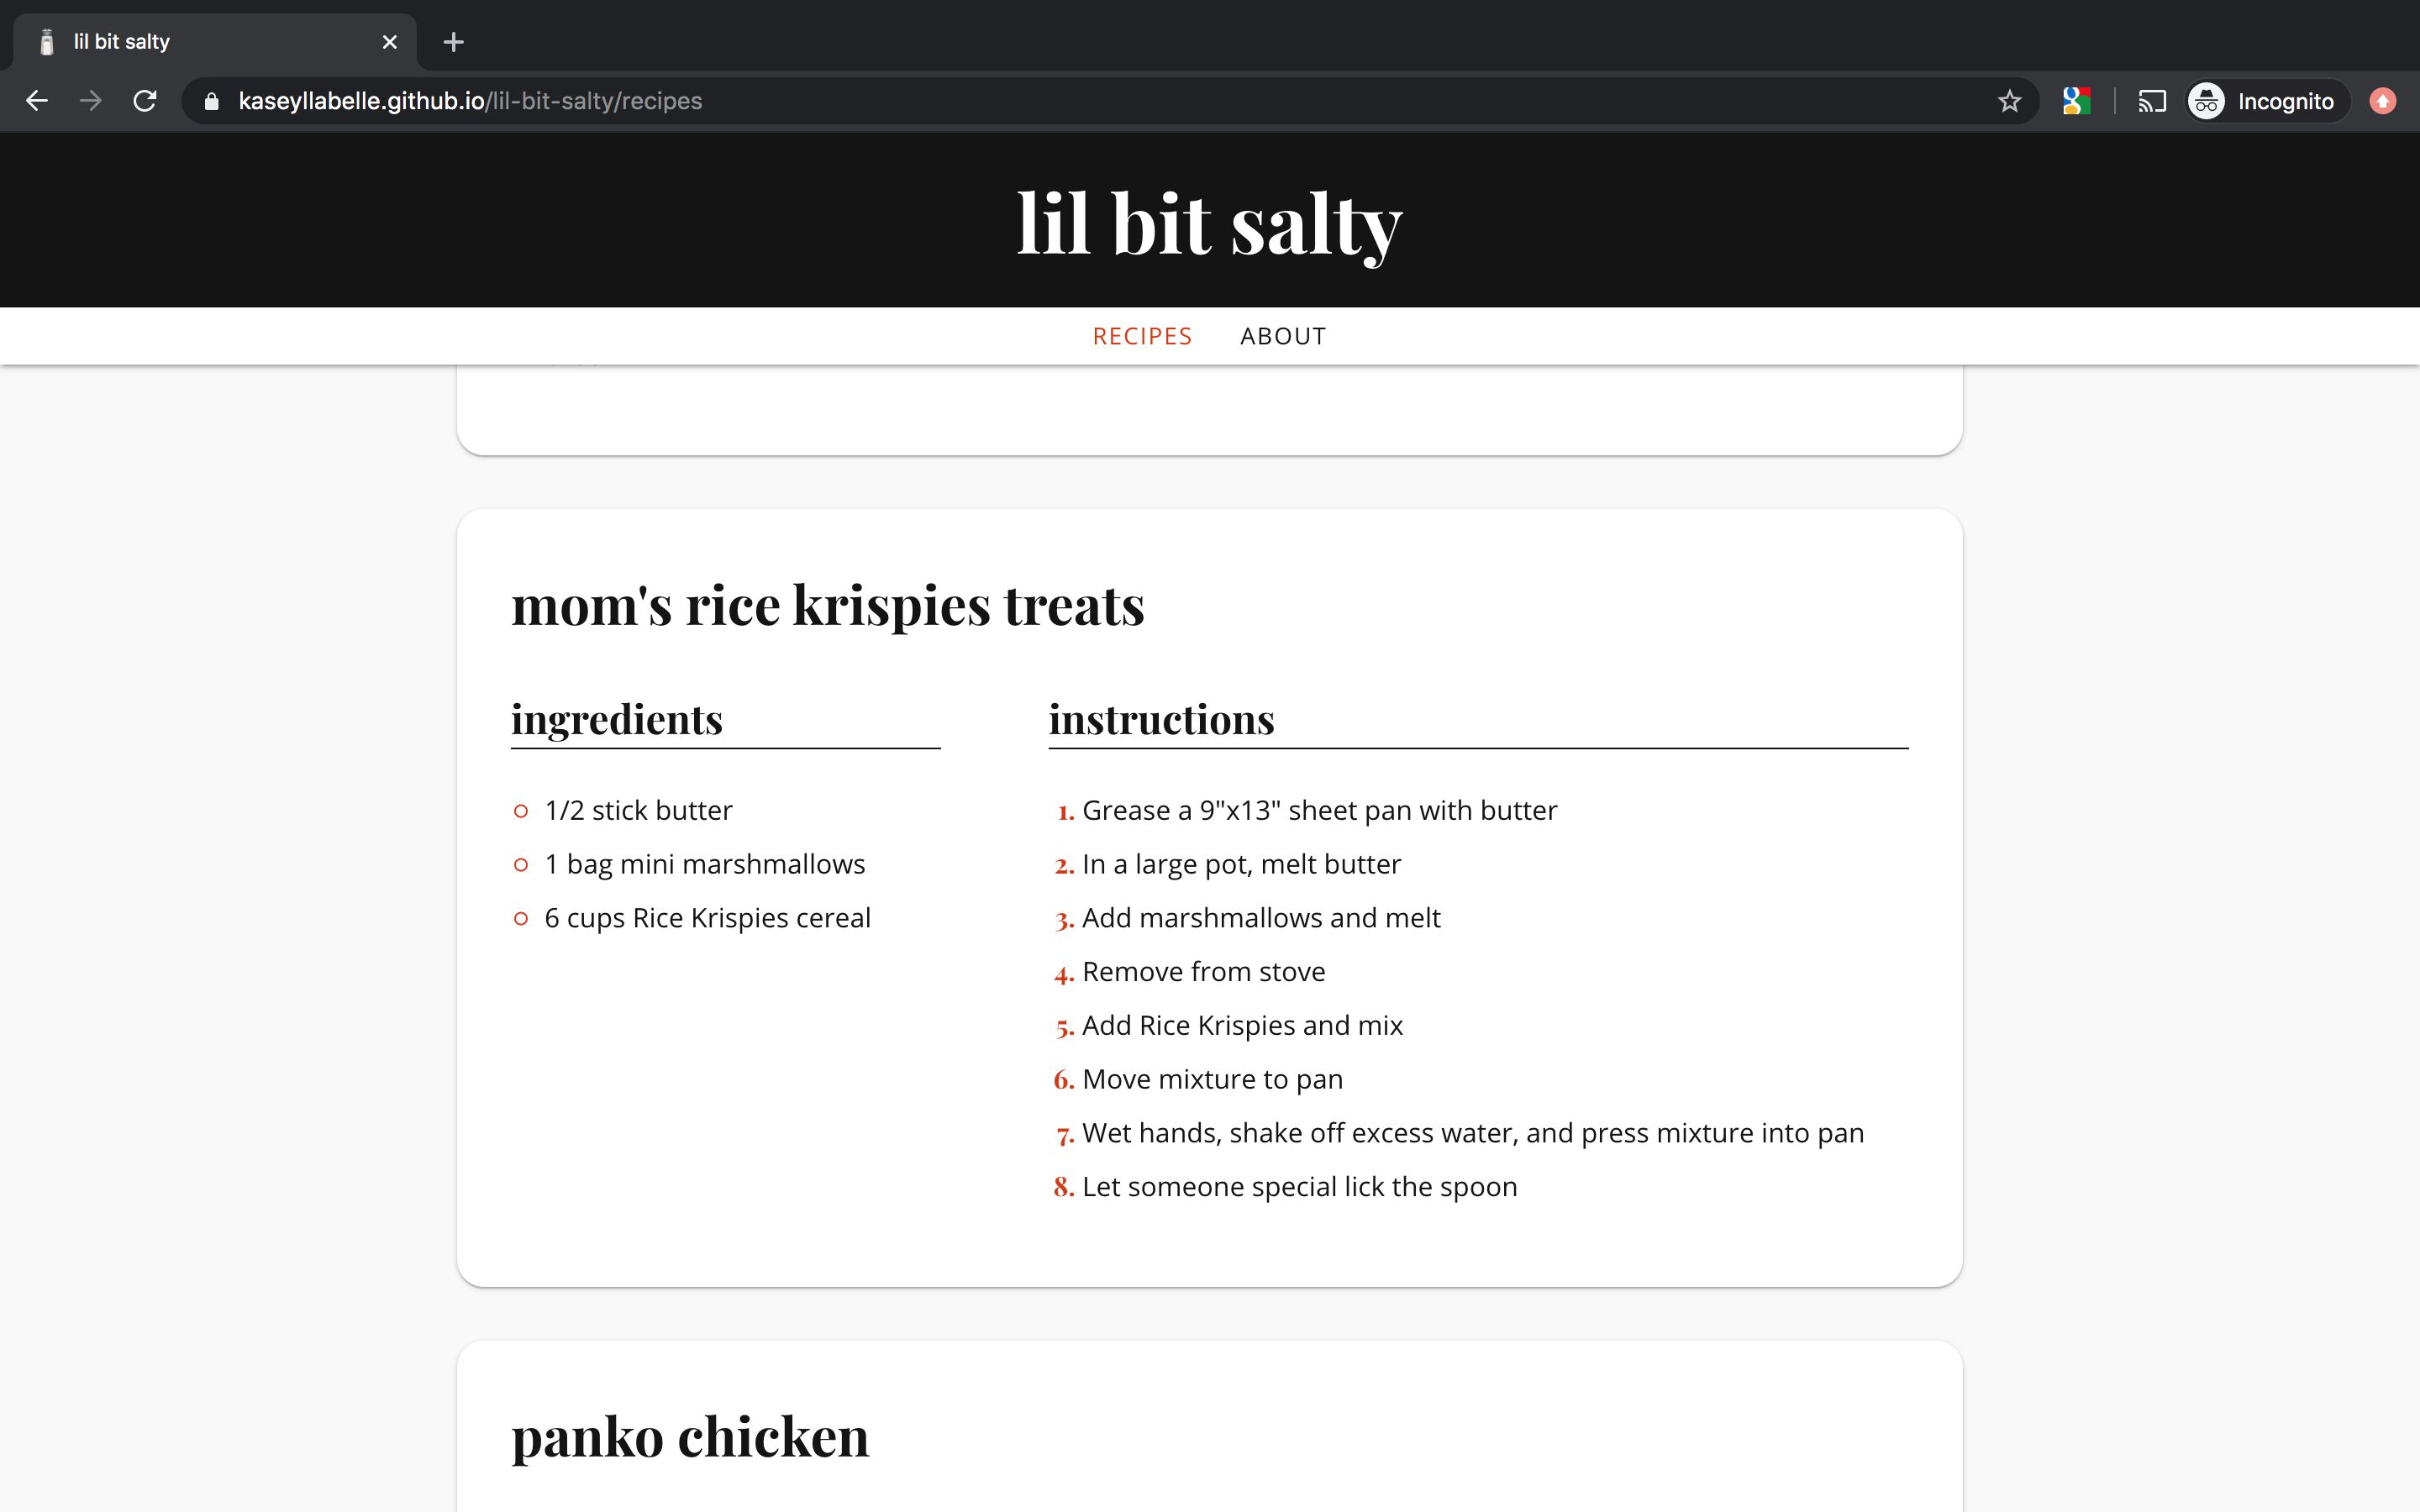 lil bit salty
kaseyllabelle.github.io/lil-bit-salty/recipes
Incognito
lil bit salty
RECIPES ABOUT
mom's rice krispies treats
ingredients
1/2 stick butter
1 bag mini marshmallows
6 cups Rice Krispies cereal
instructions
1. Grease a 9"x13" sheet pan with butter
2. In a large pot, melt butter
3. Add marshmallows and melt
4. Remove from stove
5. Add Rice Krispies and mix
6. Move mixture to pan
7. Wet hands, shake off excess water, and press mixture into pan
8. Let someone special lick the spoon
panko chicken